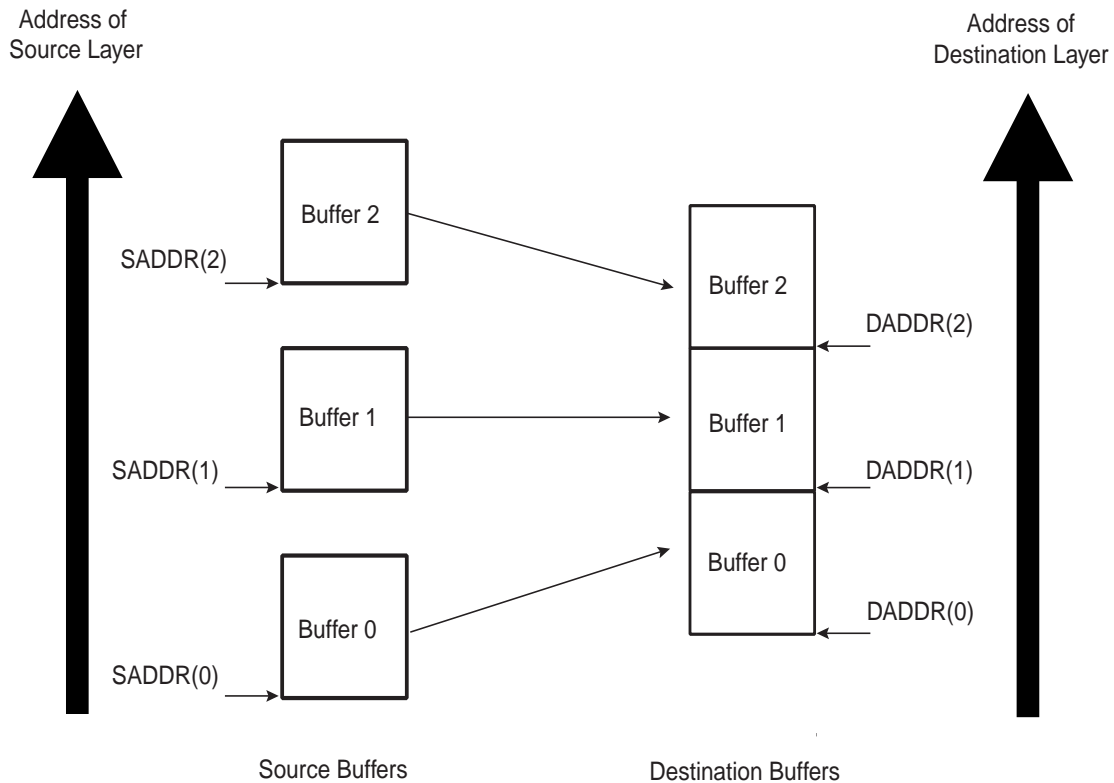 Address of
Source Layer
Address of
Destination Layer
Buffer 2
SADDR(2)
Buffer 2
DADDR(2)
Buffer 1
Buffer 1
SADDR(1)
DADDR(1)
Buffer 0
DADDR(0)
Buffer 0
SADDR(0)
Source Buffers
Destination Buffers